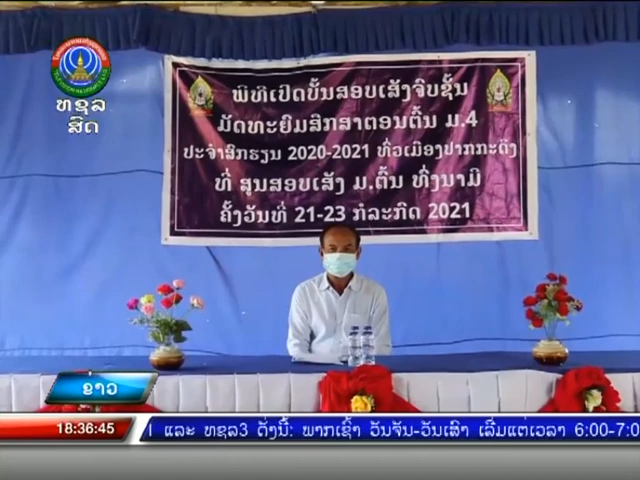 ທຊລ
ສົດ
ພິທີເປີດບັ້ນສອບເສັງຈົບຊັ້ນ
ມັດທະຍົມສຶກສາຕອນຕົ້ນ ມ.4
ປະຈຳສົກຮຽນ 2020-2021 ທົ່ວເມືອງປາກກະດິງ
ທີ່ ສູນສອບເສັງ ມ.ຕົ້ນ ທົ່ງນາມີ
ຄັ້ງວັນທີ່ 21-23 ກໍລະກົດ 2021
ຂາວ
18:36:45
1 ແລະ ທຊລ3 ດັ່ງນີ້: ພາກເຊົ້າ ວັນຈັນ-ວັນເສົາ ເລີ່ມແຕ່ເວລາ 6:00-7:0